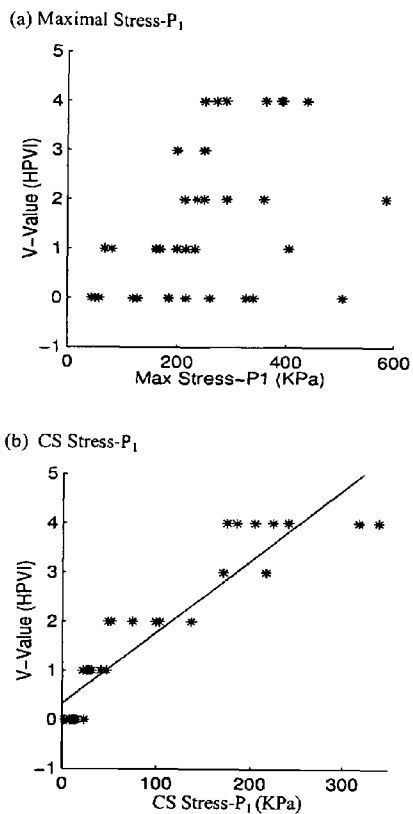 (a) Maximal Stress-P1
5
4
3
2
1
0
-1
V-Value (HPVI)
0 200 400 600
Max Stress-P1 (KPa)
(b) CS Stress-P1
5
4
3
2
1
0
-1
V-Value (HPVI)
0 100 200 300
CS Stress-P1 (KPa)